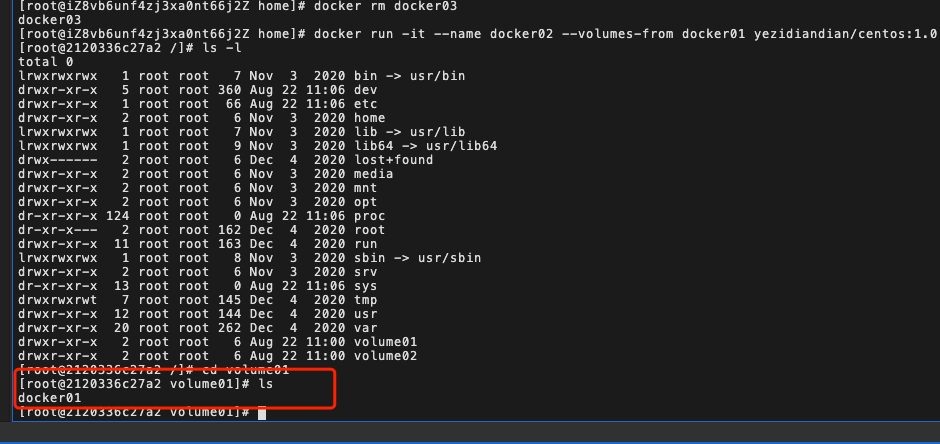 [root@iZ8vb6unf4zj3xa0nt66j2Z home]# docker rm docker03
docker03
[root@iZ8vb6unf4zj3xa0nt66j2Z home]# docker run -it --name docker02 --volumes-from docker01 yezidiandian/centos:1.0
[root@2120336c27a2 /]# ls -l
total 0
lrwxrwxrwx   1 root root   7 Nov  3  2020 bin -> usr/bin
drwxr-xr-x   5 root root 360 Aug 22 11:06 dev
drwxr-xr-x   1 root root  66 Aug 22 11:06 etc
drwxr-xr-x   2 root root   6 Nov  3  2020 home
lrwxrwxrwx   1 root root   7 Nov  3  2020 lib -> usr/lib
lrwxrwxrwx   1 root root   9 Nov  3  2020 lib64 -> usr/lib64
drwx------   2 root root   6 Dec  4  2020 lost+found
drwxr-xr-x   2 root root   6 Nov  3  2020 media
drwxr-xr-x   2 root root   6 Nov  3  2020 mnt
drwxr-xr-x   2 root root   6 Nov  3  2020 opt
dr-xr-xr-x 124 root root   0 Aug 22 11:06 proc
dr-xr-x---   2 root root 162 Dec  4  2020 root
drwxr-xr-x  11 root root 163 Dec  4  2020 run
lrwxrwxrwx   1 root root   8 Nov  3  2020 sbin -> usr/sbin
drwxr-xr-x   2 root root   6 Nov  3  2020 srv
dr-xr-xr-x  13 root root   0 Aug 22 11:06 sys
drwxrwxrwt   7 root root 145 Dec  4  2020 tmp
drwxr-xr-x  12 root root 144 Dec  4  2020 usr
drwxr-xr-x  20 root root 262 Dec  4  2020 var
drwxr-xr-x   2 root root   6 Aug 22 11:00 volume01
drwxr-xr-x   2 root root   6 Aug 22 11:00 volume02
[root@2120336c27a2 /]# cd volume01
[root@2120336c27a2 volume01]# ls
docker01
[root@2120336c27a2 volume01]#